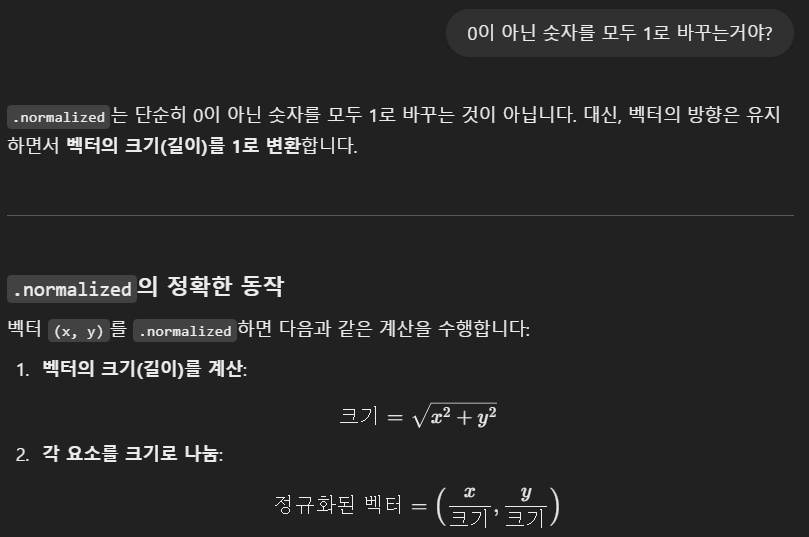 0이 아닌 숫자를 모두 1로 바꾸는거야?
.normalized는 단순히 0이 아닌 숫자를 모두 1로 바꾸는 것이 아닙니다. 대신, 벡터의 방향은 유지
하면서 벡터의 크기(길이)를 1로 변환합니다.
.normalized의 정확한 동작
벡터 (x, y)를 .normalized하면 다음과 같은 계산을 수행합니다:
1. 벡터의 크기(길이)를 계산:
크기 = √(x² + y²)
2. 각 요소를 크기로 나눔:
정규화된 벡터 = (x/크기, y/크기)